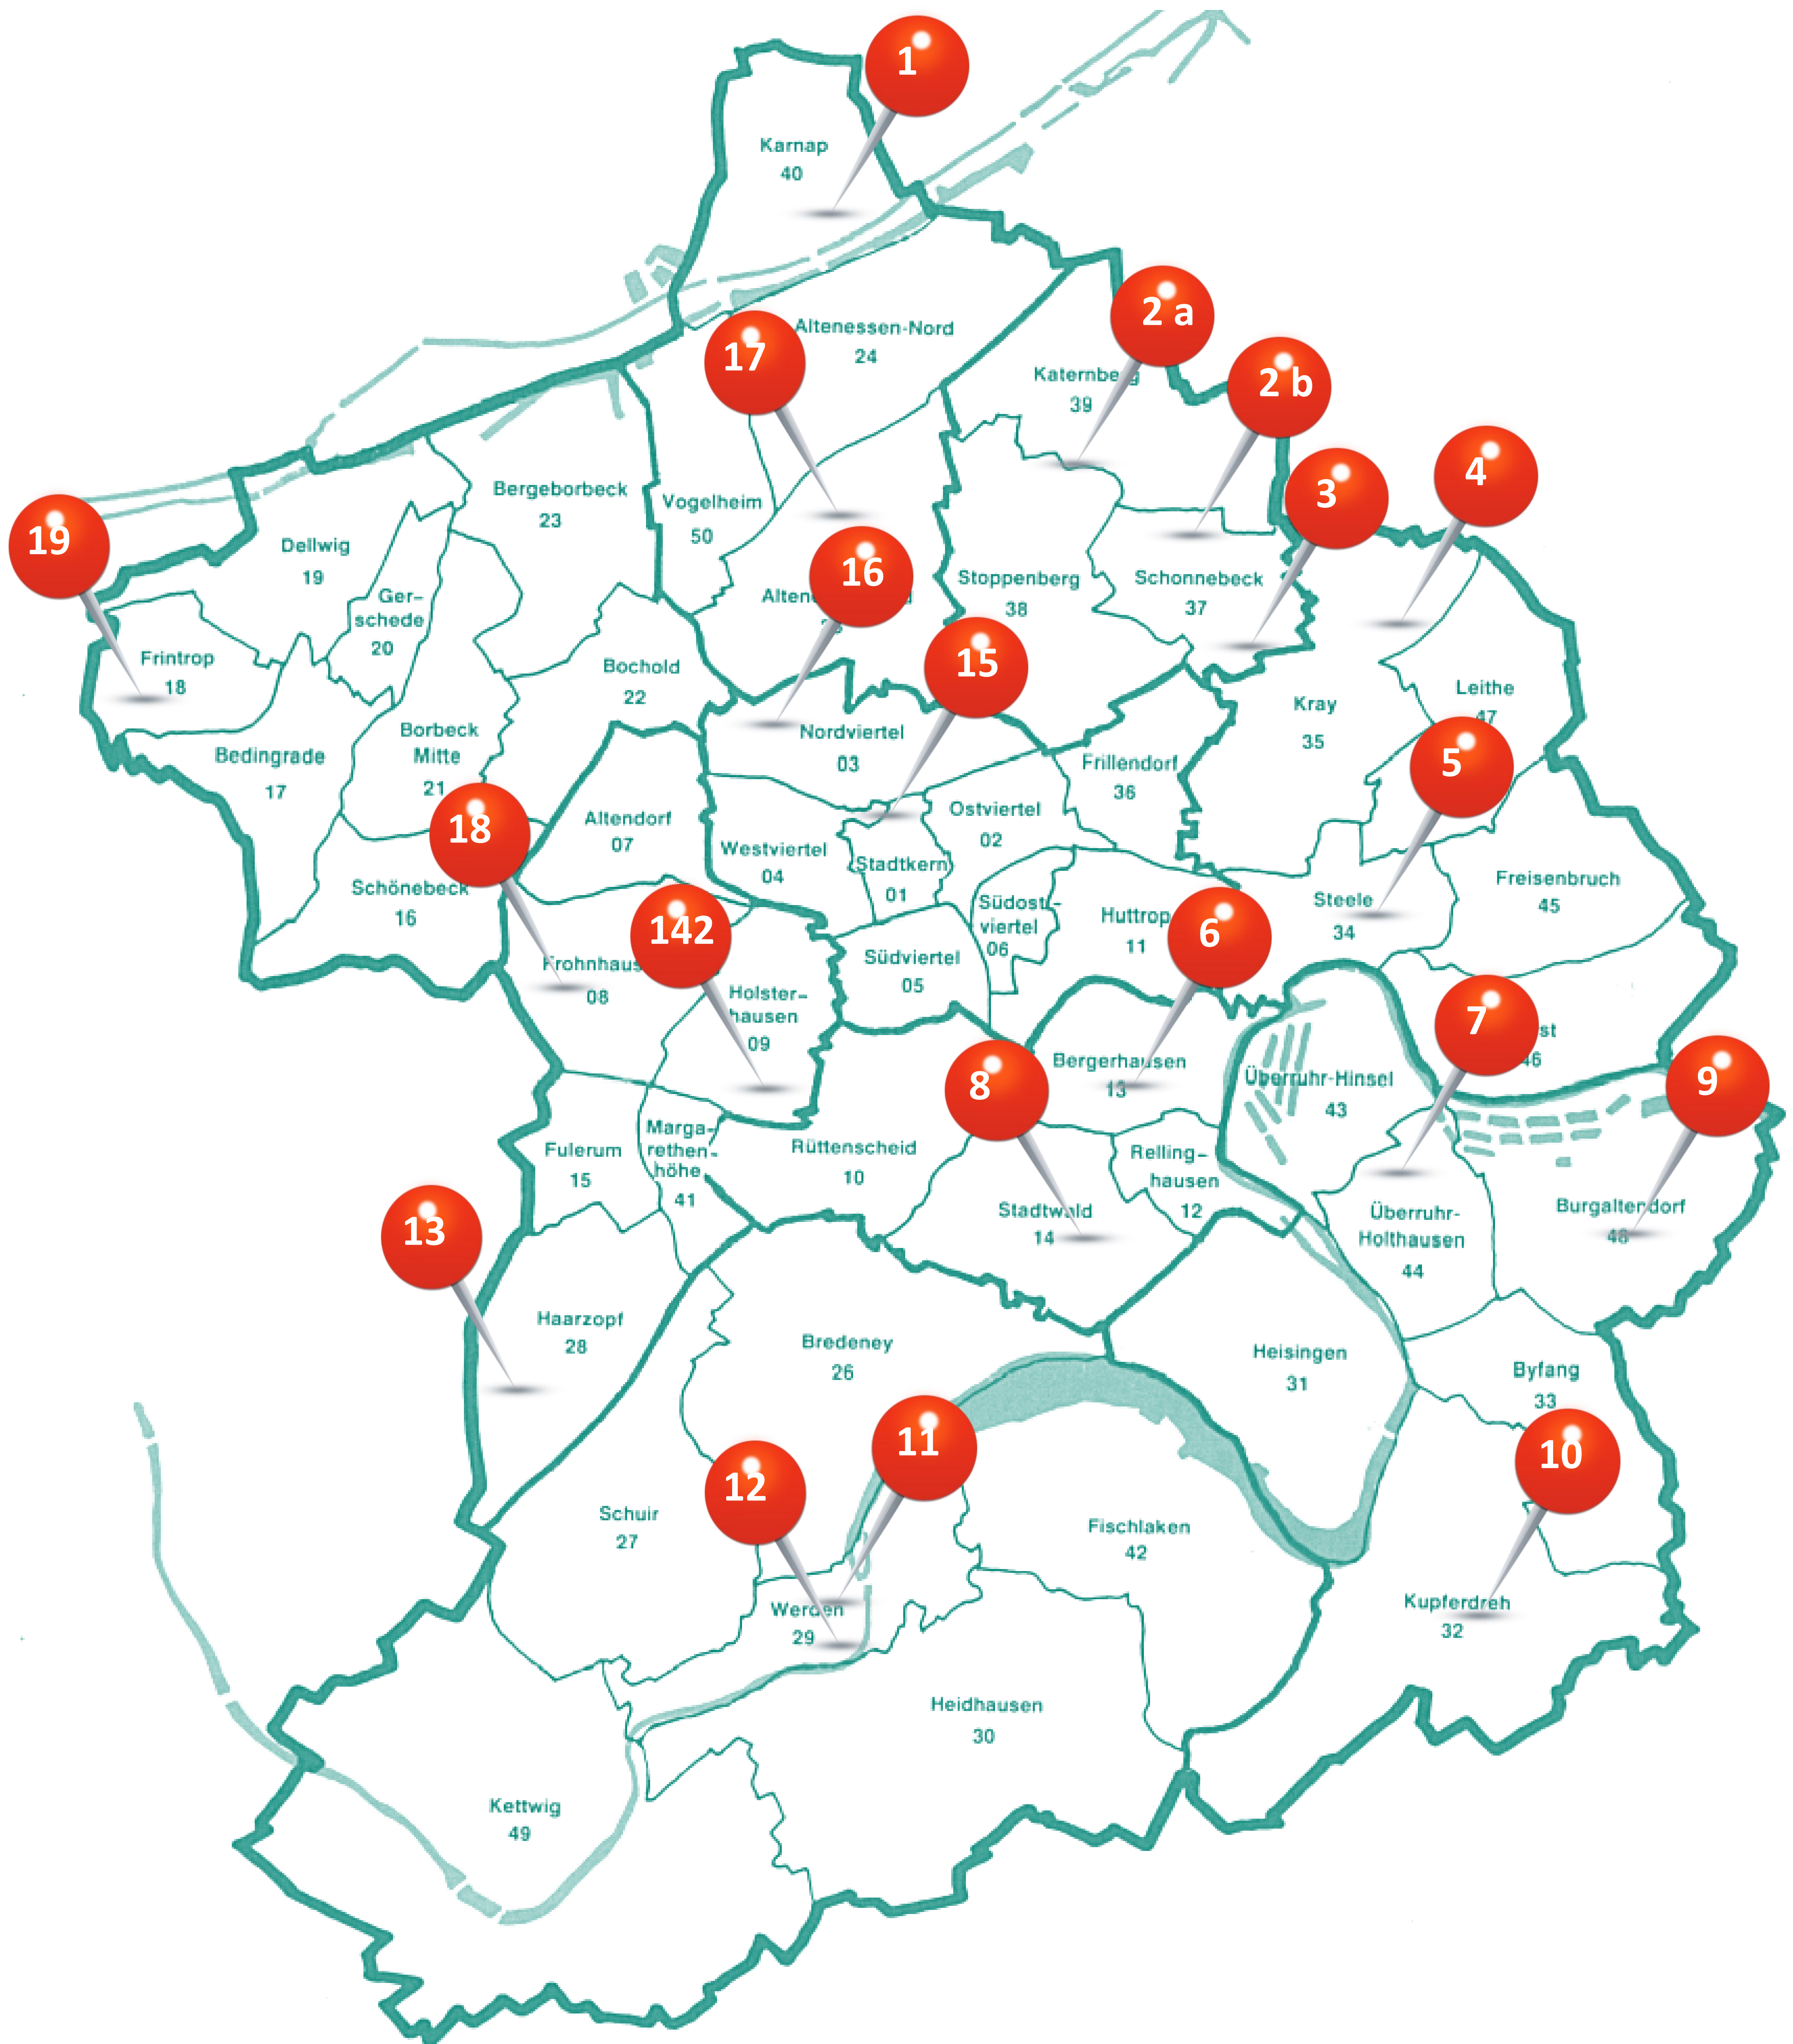 1
Karnap
40
2 a
Altenessen-Nord
24
17
Katernberg
39
2 b
3
4
Bergeborbeck
23
Vogelheim
50
19
Dellwig
19
16
Ger-
schede
20
Stoppenberg
38
Schonnebeck
37
Frintrop
18
Bochold
22
15
Leithe
47
Kray
35
Borbeck
Mitte
21
Nordviertel
03
Bedingrade
17
Frillendorf
36
5
18
Altendorf
07
Ostviertel
02
Westviertel
04
Stadtkern
01
Schönebeck
16
Freisenbruch
45
Steele
34
142
Südost-
viertel
06
Huttrop
11
6
Südviertel
05
Frohnhaus
08
Holster-
hausen
09
7
st
46
8
Bergerhausen
13
Überruhr-Hinsel
43
9
Fulerum
15
Marga-
rethen-
höhe
41
Rüttenscheid
10
Relling-
hausen
12
Stadtwald
14
Überruhr-
Holthausen
44
Burgaltendorf
48
13
Haarzopf
28
Bredeney
26
Heisingen
31
Byfang
33
11
10
12
Schuir
27
Fischlaken
42
Werden
29
Kupferdreh
32
Heidhausen
30
Kettwig
49